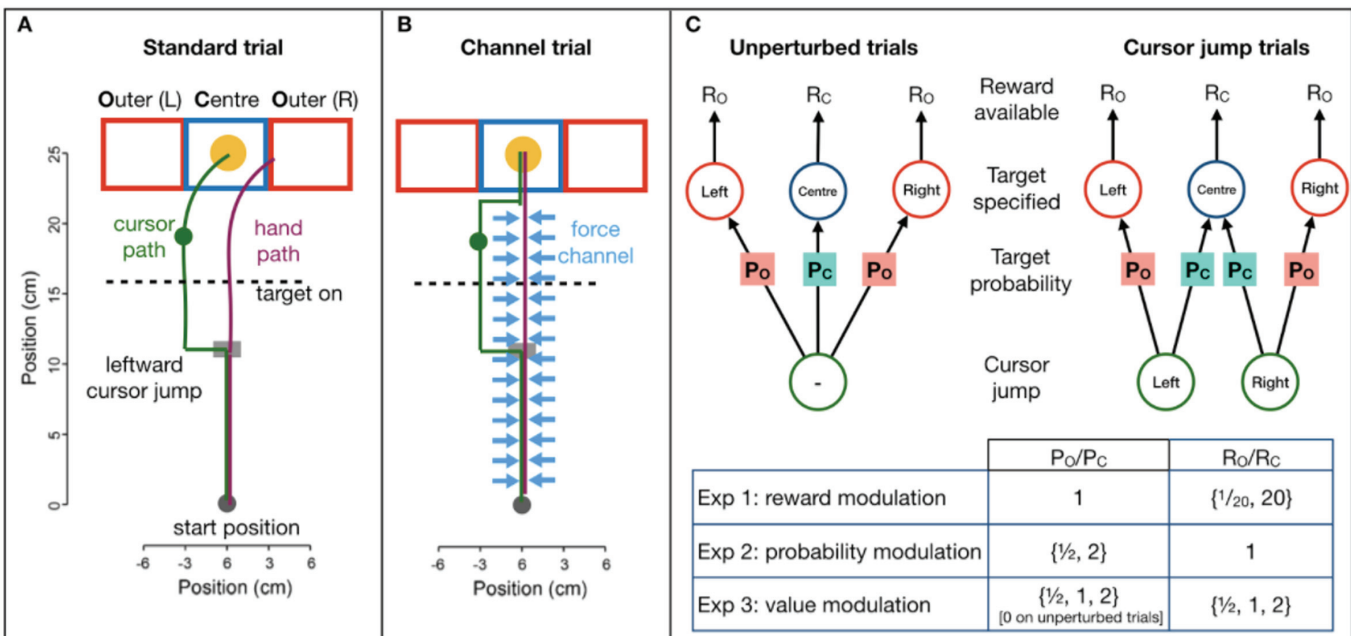 A
Standard trial
Outer (L) Centre Outer (R)
25
20
15
10
5
0
Position (cm)
cursor
path
hand
path
target on
leftward
cursor jump
start position
-6 -3 6 3 6
Position (cm)
B
Channel trial
force
channel
-6 -3 6 3 6
Position (cm)
C
Unperturbed trials
Cursor jump trials
Reward
available
Target
specified
Target
probability
Cursor
jump
RO RC RO
Left Centre Right
PO PC PO
-
RO RC RO
Left Centre Right
PO PC PC PO
Left Right
PO/PC RO/RC
Exp 1: reward modulation 1 {1/20, 20}
Exp 2: probability modulation {½, 2} 1
Exp 3: value modulation {½, 1, 2} {½, 1, 2}
[0 on unperturbed trials]